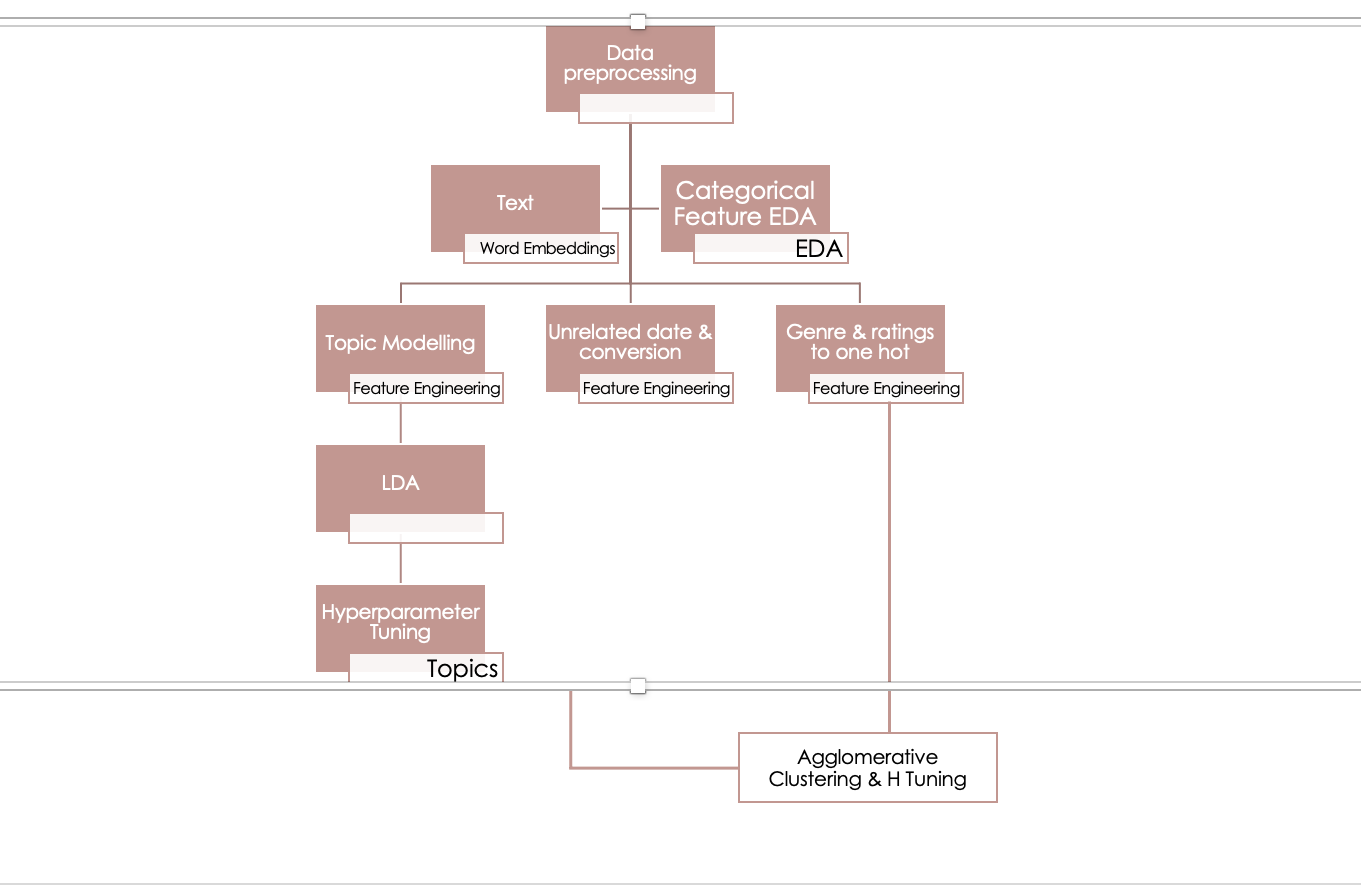 Data
preprocessing
Text
Word Embeddings
Categorical
Feature EDA
EDA
Topic Modelling
Feature Engineering
Unrelated date &
conversion
Feature Engineering
Genre & ratings
to one hot
Feature Engineering
LDA
Hyperparameter
Tuning
Topics
Agglomerative
Clustering & H Tuning